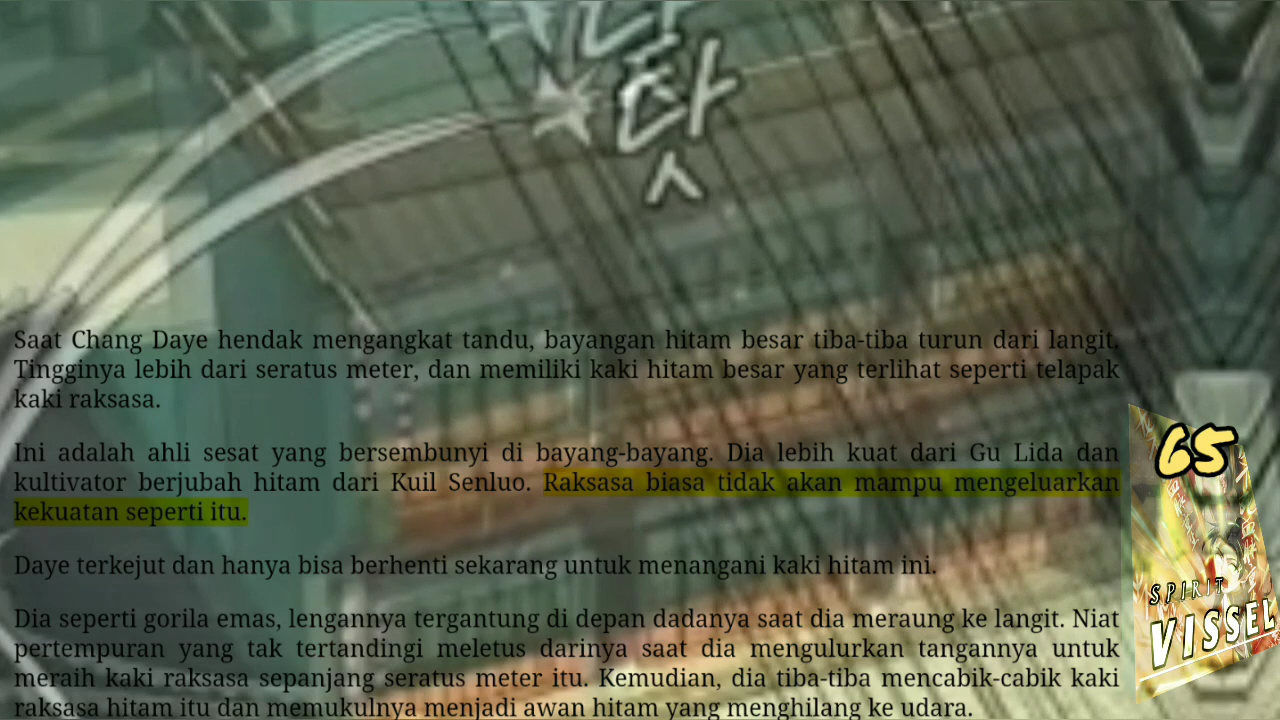 탓
Saat Chang Daye hendak mengangkat tandu, bayangan hitam besar tiba-tiba turun dari langit.
Tingginya lebih dari seratus meter, dan memiliki kaki hitam besar yang terlihat seperti telapak
kaki raksasa.
Ini adalah ahli sesat yang bersembunyi di bayang-bayang. Dia lebih kuat dari Gu Lida dan
kultivator berjubah hitam dari Kuil Senluo. Raksasa biasa tidak akan mampu mengeluarkan
kekuatan seperti itu.
Daye terkejut dan hanya bisa berhenti sekarang untuk menangani kaki hitam ini.
Dia seperti gorila emas, lengannya tergantung di depan dadanya saat dia meraung ke langit. Niat
pertempuran yang tak tertandingi meletus darinya saat dia mengulurkan tangannya untuk
meraih kaki raksasa sepanjang seratus meter itu. Kemudian, dia tiba-tiba mencabik-cabik kaki
raksasa hitam itu dan memukulnya menjadi awan hitam yang menghilang ke udara.
65
SPIRIT
VISSEL